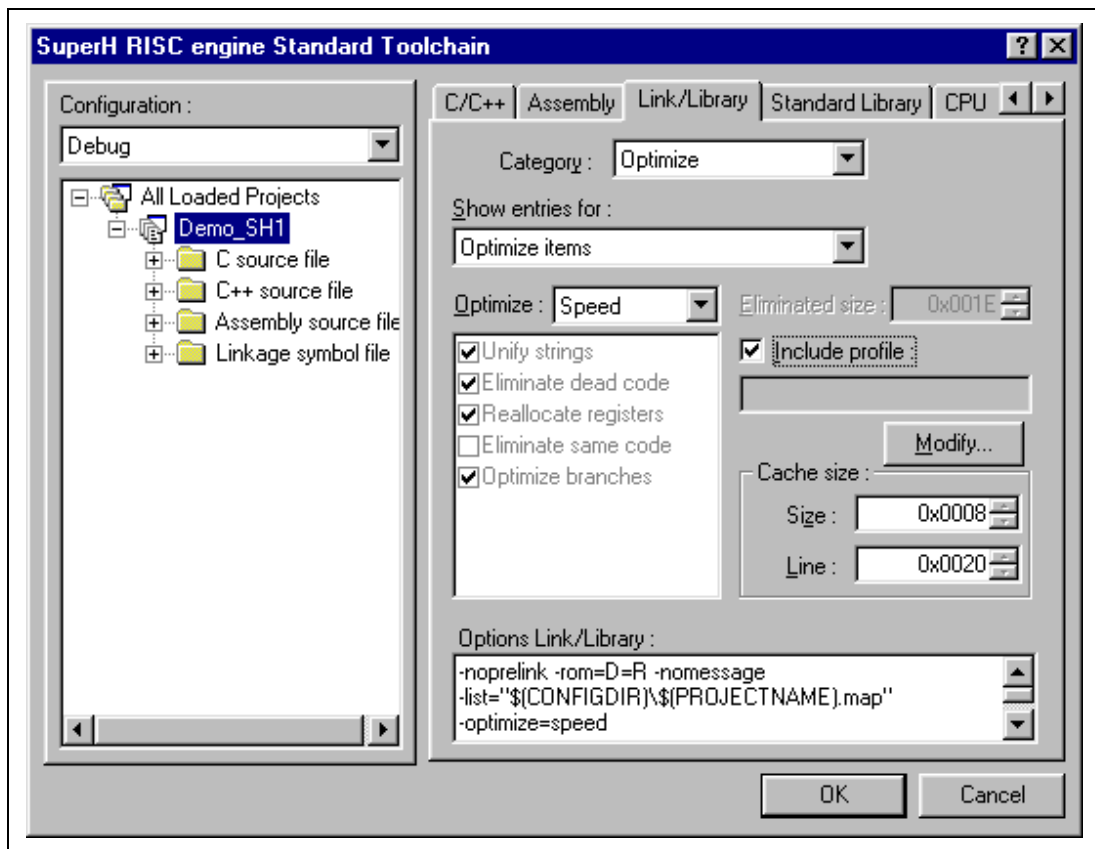 SuperH RISC engine Standard Toolchain
Configuration :
Debug
All Loaded Projects
Demo_SH1
C source file
C++ source file
Assembly source file
Linkage symbol file
C/C++ Assembly Link/Library Standard Library CPU
Category : Optimize
Show entries for :
Optimize items
Optimize : Speed
Eliminated size : 0x001E
Unify strings
Eliminate dead code
Reallocate registers
Eliminate same code
Optimize branches
Include profile :
Modify...
Cache size :
Size : 0x0008
Line : 0x0020
Options Link/Library :
-noprelink -rom=D=R -nomessage
-list="$(CONFIGDIR)\$(PROJECTNAME).map"
-optimize=speed
OK Cancel